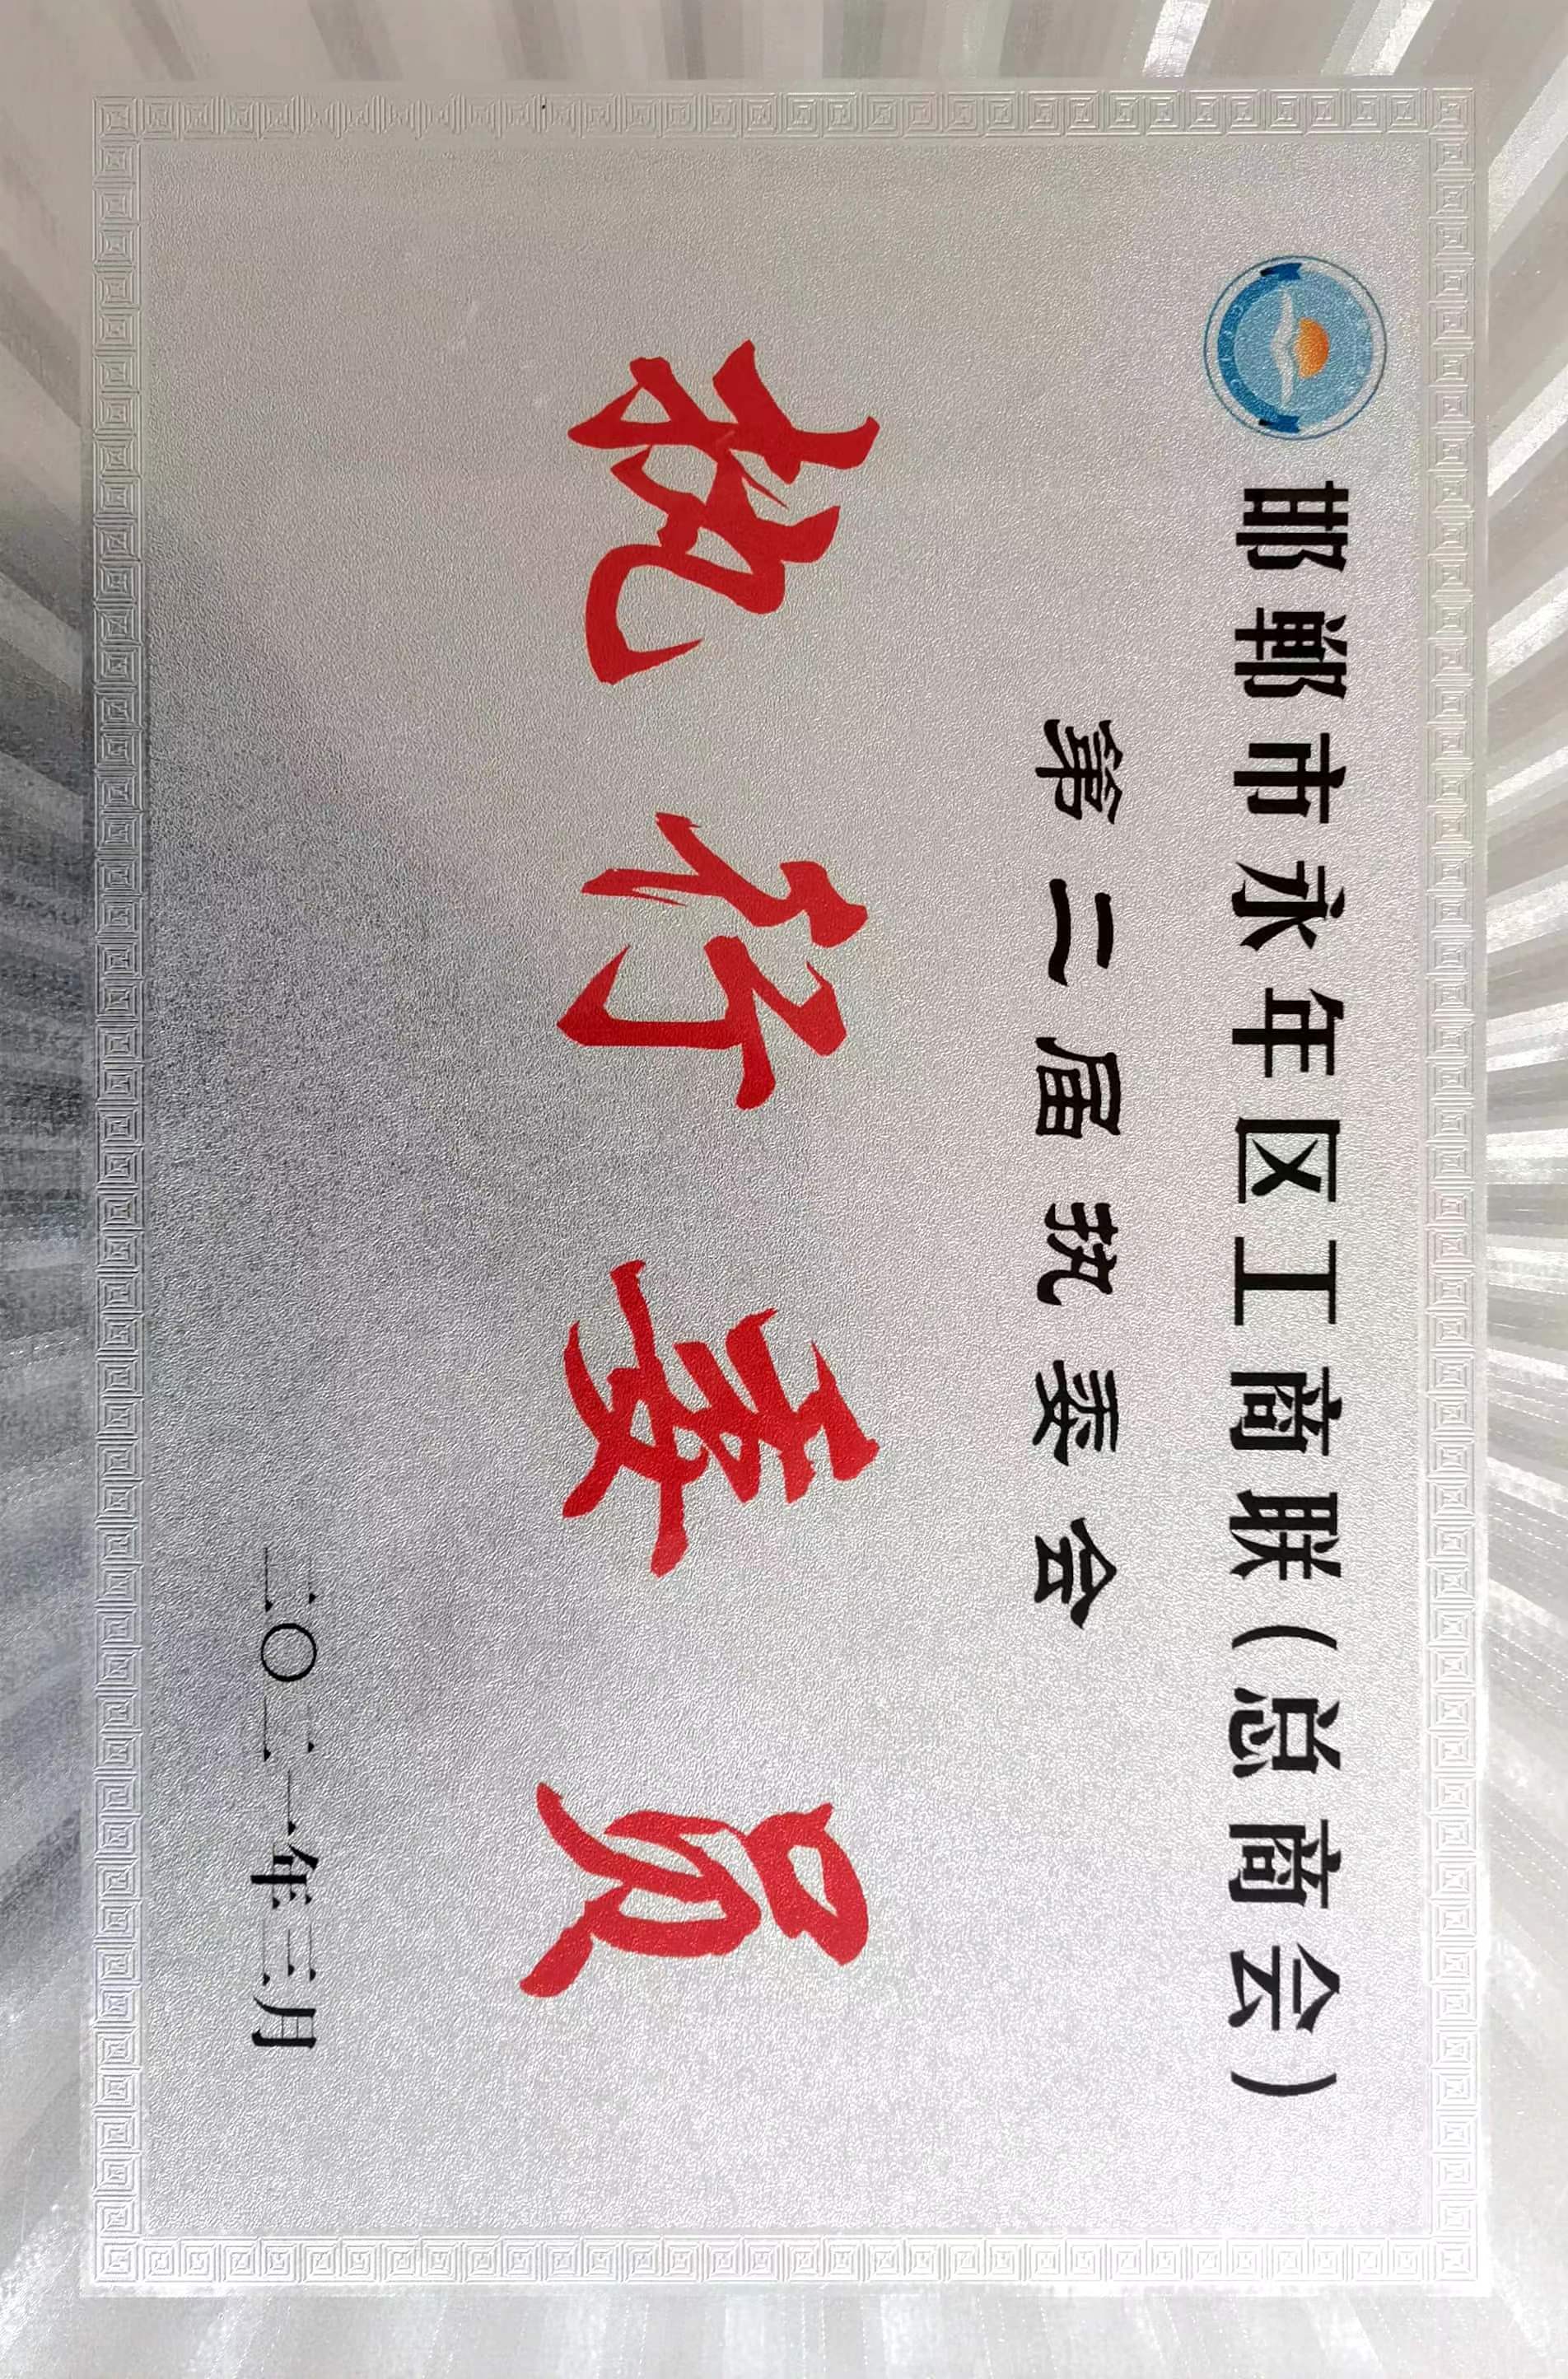 邯郸市永年区工商联(总商会)
第二届执委会
执行委员
二〇二一年三月